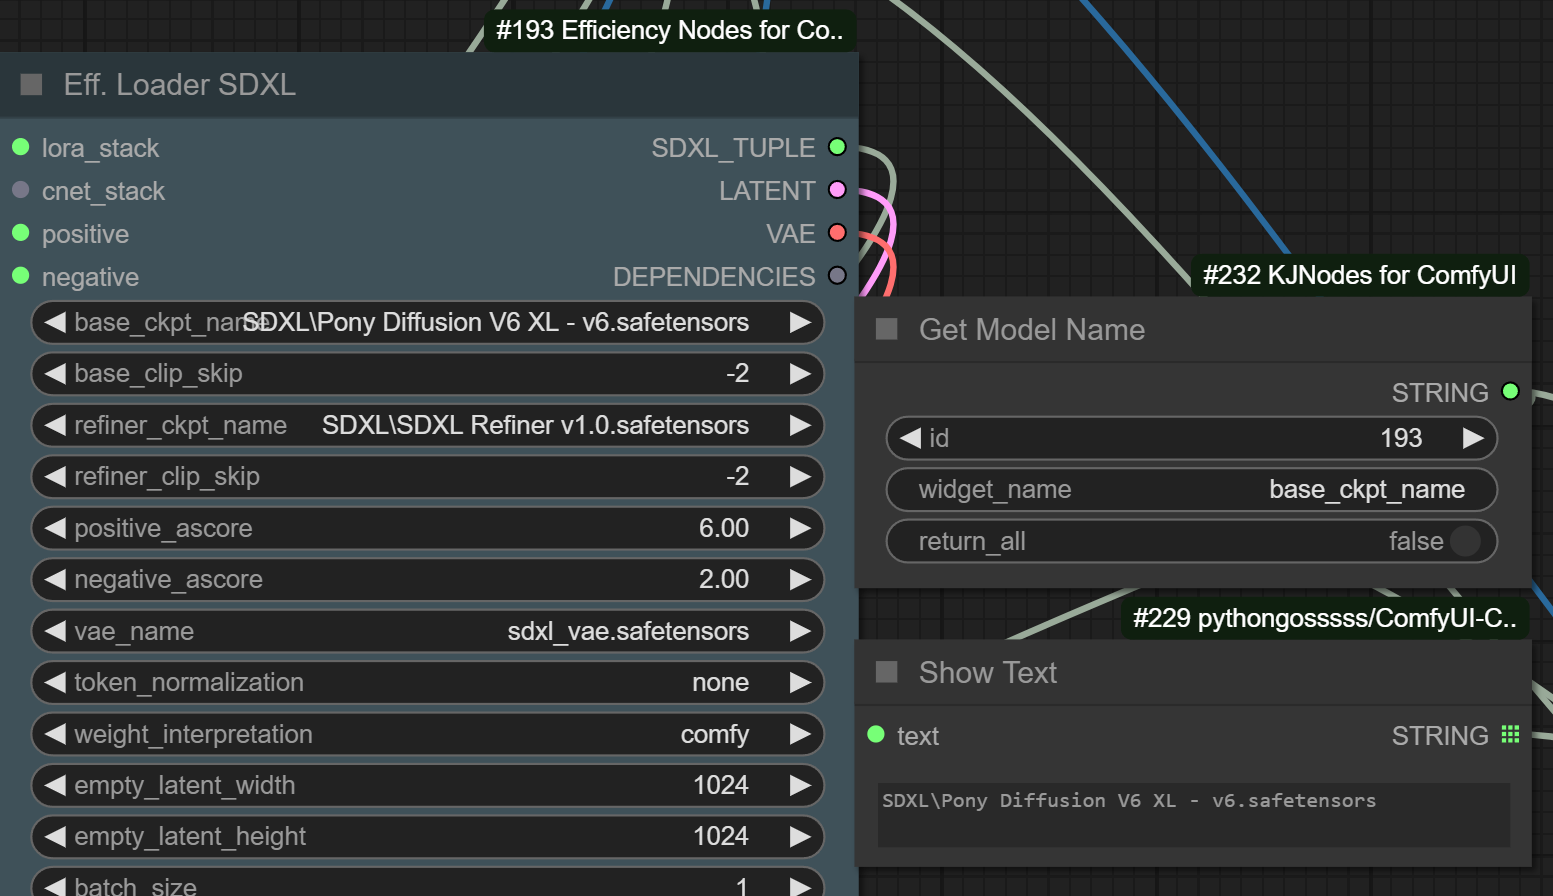 #193 Efficiency Nodes for Co..
Eff. Loader SDXL
lora_stack
SDXL_TUPLE
cnet_stack
LATENT
positive
VAE
negative
DEPENDENCIES
base_ckpt_name
SDXL\Pony Diffusion V6 XL - v6.safetensors
base_clip_skip
-2
refiner_ckpt_name
SDXL\SDXL Refiner v1.0.safetensors
refiner_clip_skip
-2
positive_ascore
6.00
negative_ascore
2.00
vae_name
sdxl_vae.safetensors
token_normalization
none
weight_interpretation
comfy
empty_latent_width
1024
empty_latent_height
1024
batch_size
1
#232 KJNodes for ComfyUI
Get Model Name
STRING
id
193
widget_name
base_ckpt_name
return_all
false
#229 pythongosssss/ComfyUI-C..
Show Text
text
STRING
SDXL\Pony Diffusion V6 XL - v6.safetensors